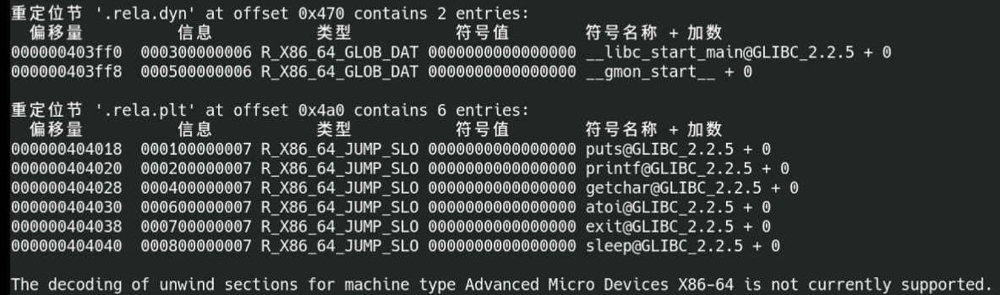 重定位节 '.rela.dyn' at offset 0x470 contains 2 entries:
偏移量 信息 类型 符号值 符号名称 + 加数
000000403ff0 000300000006 R_X86_64_GLOB_DAT 0000000000000000 __libc_start_main@GLIBC_2.2.5 + 0
000000403ff8 000500000006 R_X86_64_GLOB_DAT 0000000000000000 __gmon_start__ + 0
重定位节 '.rela.plt' at offset 0x4a0 contains 6 entries:
偏移量 信息 类型 符号值 符号名称 + 加数
000000404018 000100000007 R_X86_64_JUMP_SLO 0000000000000000 puts@GLIBC_2.2.5 + 0
000000404020 000200000007 R_X86_64_JUMP_SLO 0000000000000000 printf@GLIBC_2.2.5 + 0
000000404028 000400000007 R_X86_64_JUMP_SLO 0000000000000000 getchar@GLIBC_2.2.5 + 0
000000404030 000600000007 R_X86_64_JUMP_SLO 0000000000000000 atoi@GLIBC_2.2.5 + 0
000000404038 000700000007 R_X86_64_JUMP_SLO 0000000000000000 exit@GLIBC_2.2.5 + 0
000000404040 000800000007 R_X86_64_JUMP_SLO 0000000000000000 sleep@GLIBC_2.2.5 + 0
The decoding of unwind sections for machine type Advanced Micro Devices X86-64 is not currently supported.